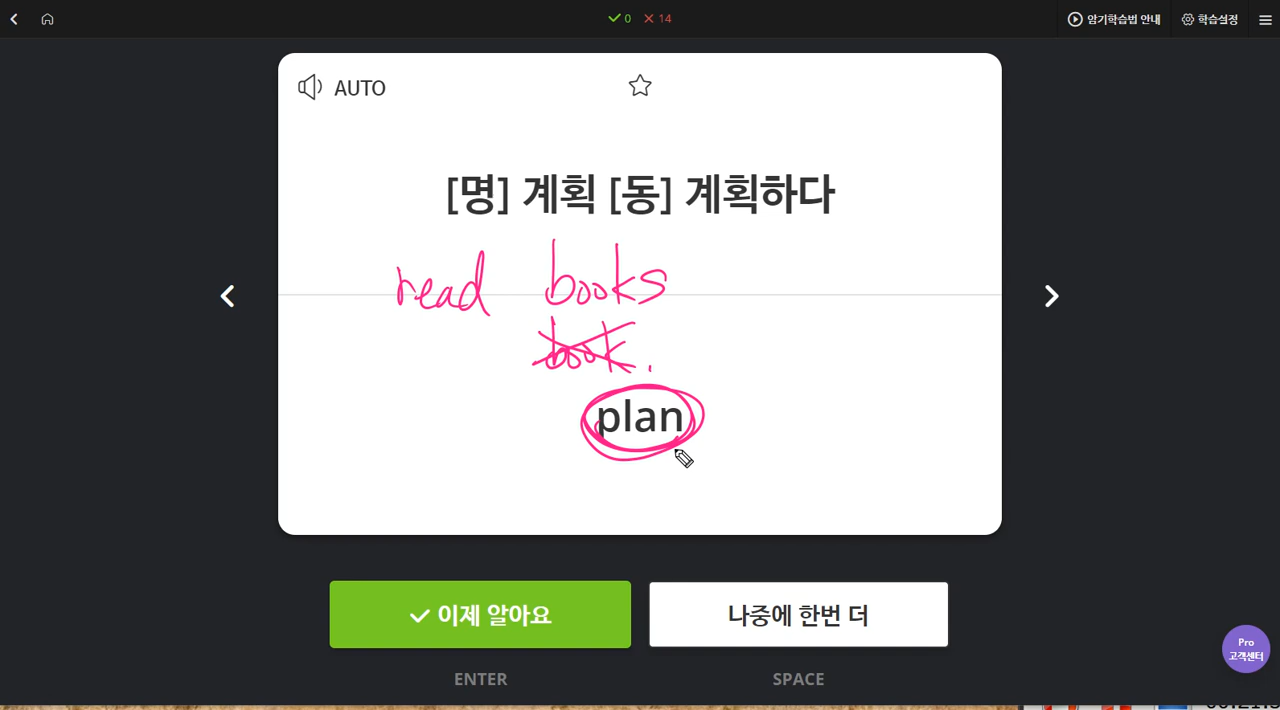 0 14 암기학습법 안내 학습설정
AUTO
[명] 계획 [동] 계획하다
read books
book.
plan
이제 알아요 나중에 한번 더
Pro
고객센터
ENTER SPACE